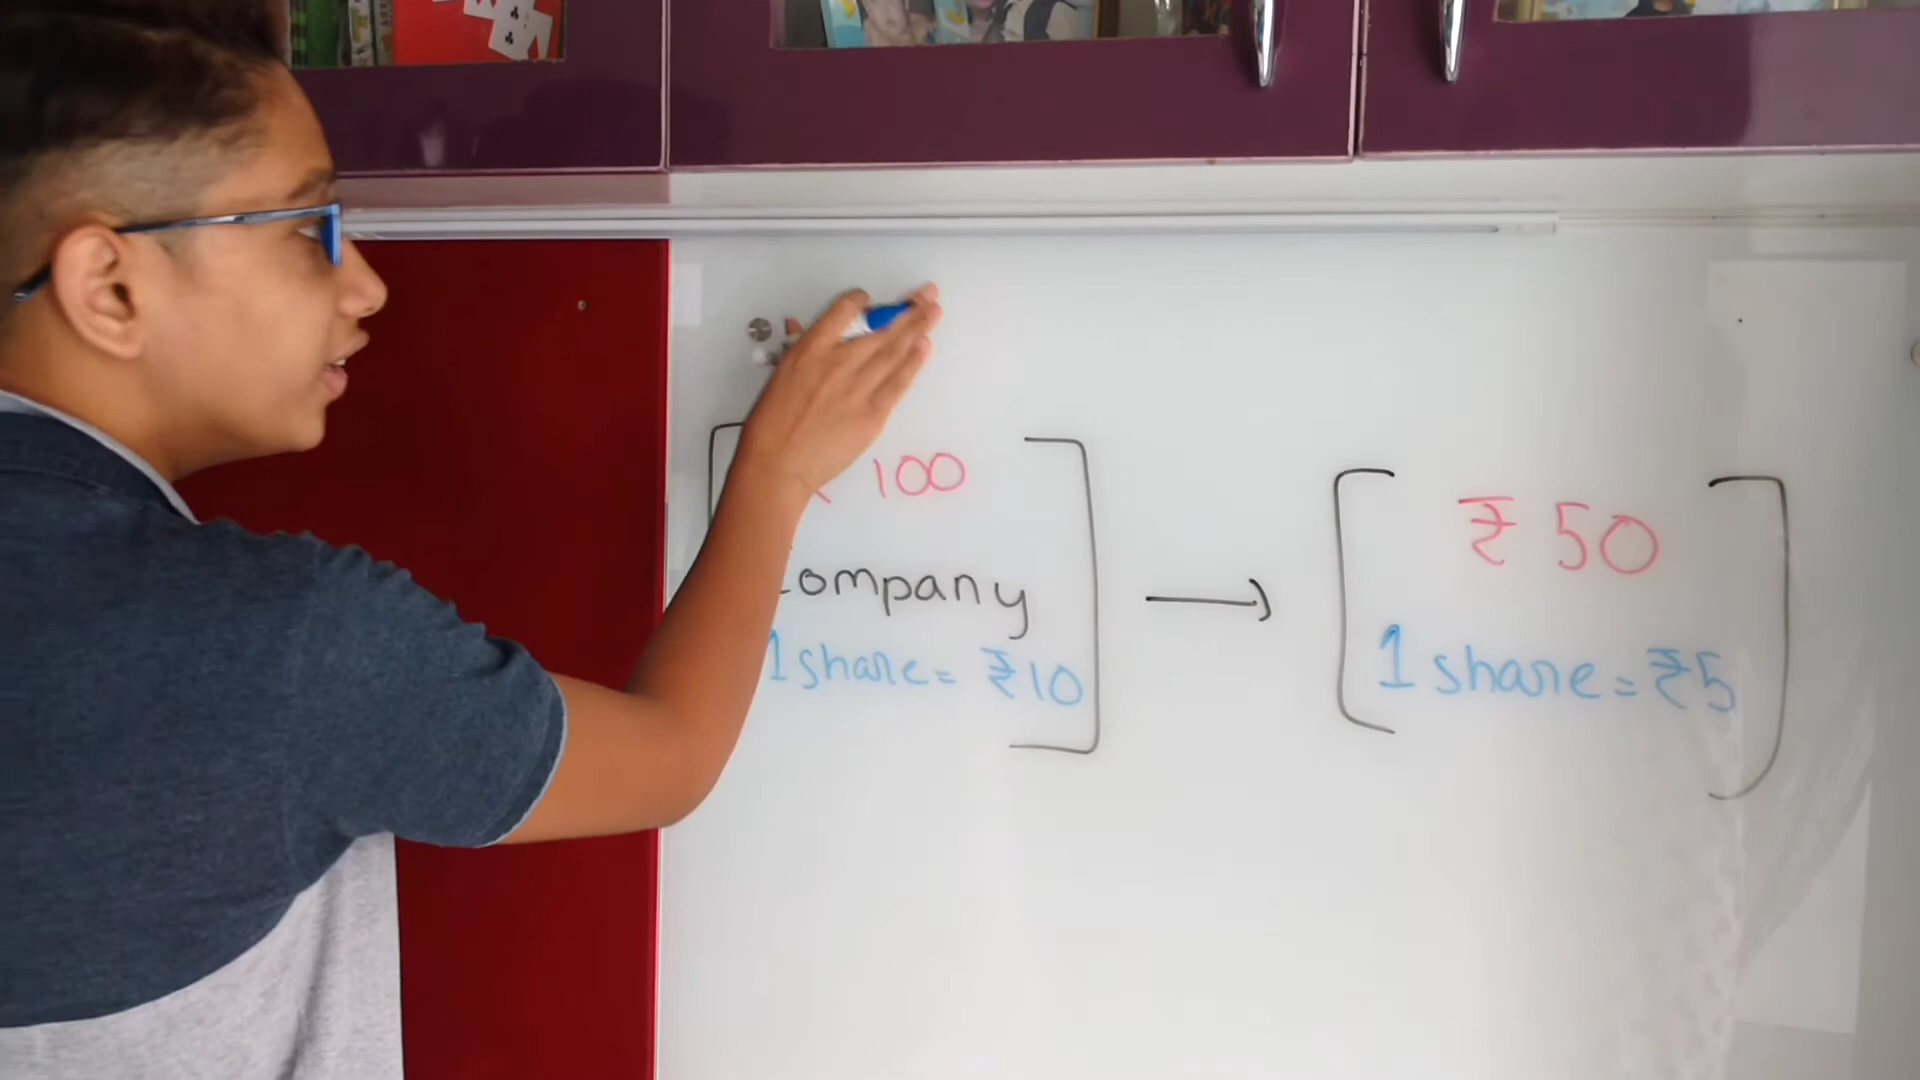 100
ompany
1 share = ₹10
→
₹ 50
1 share = ₹5